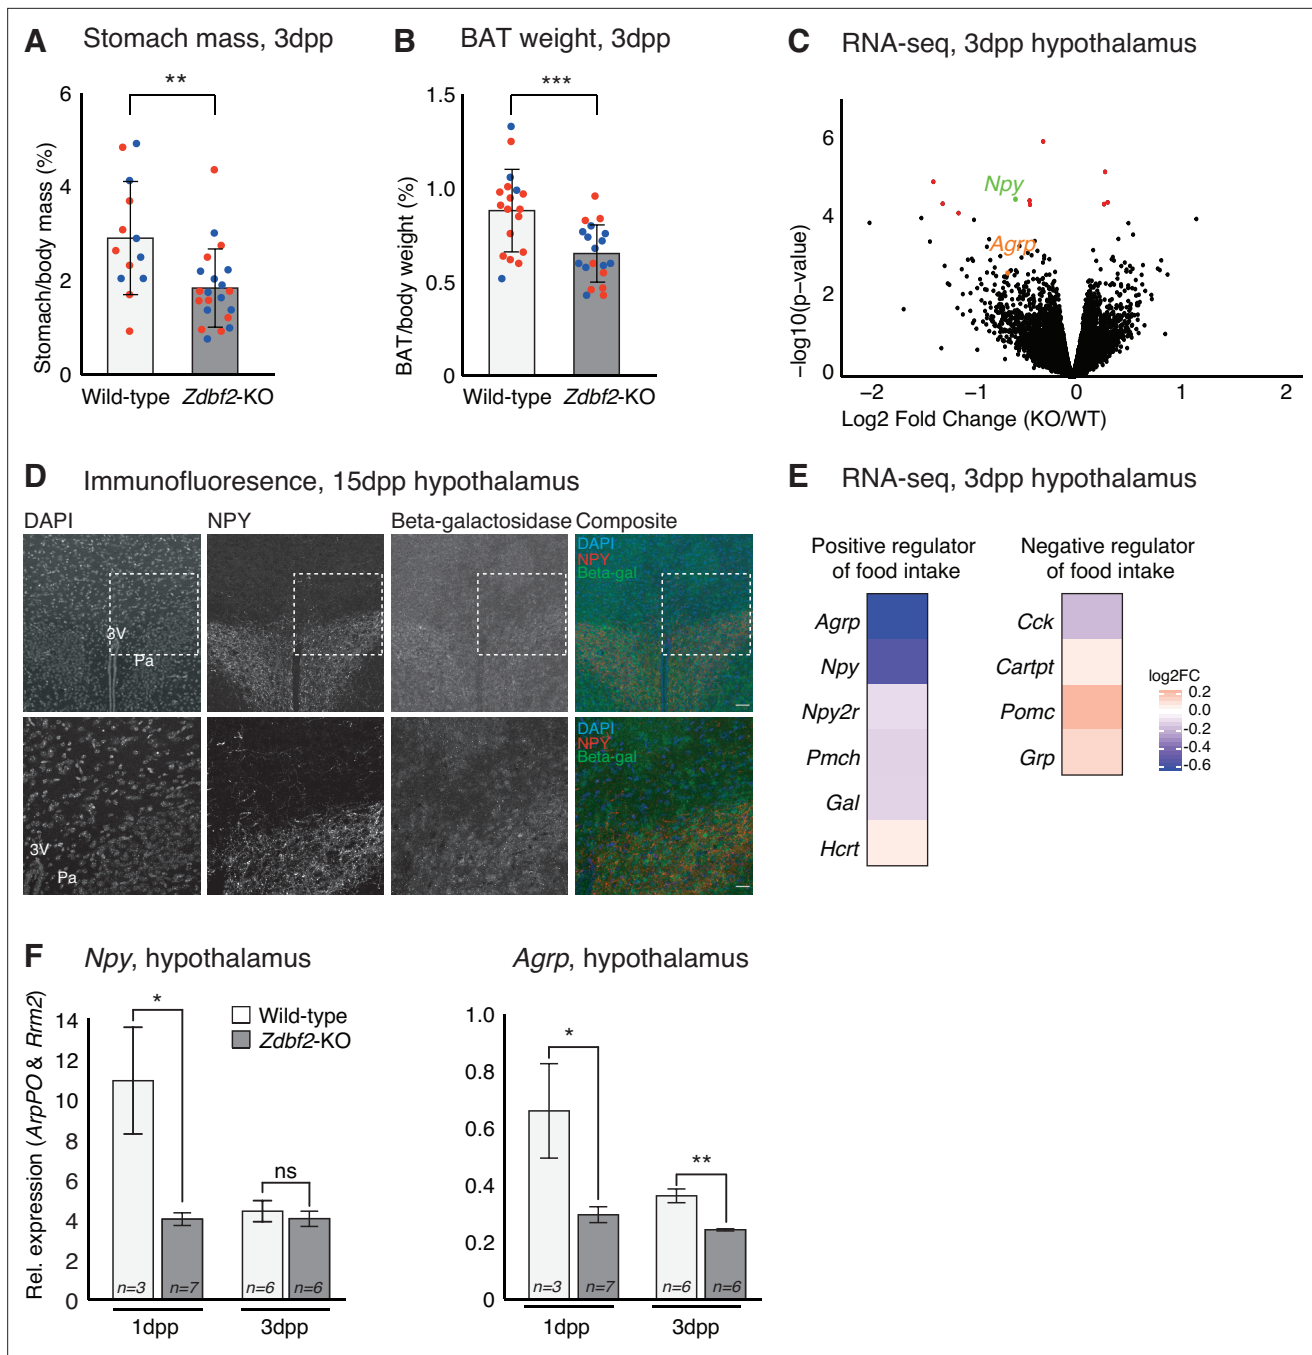 A Stomach mass, 3dpp
**
Stomach/body mass (%)
6
4
2
0
Wild-type Zdbf2-KO
B BAT weight, 3dpp
***
BAT/body weight (%)
1.5
1.0
0.5
0
Wild-type Zdbf2-KO
C RNA-seq, 3dpp hypothalamus
−log10(p-value)
6
4
2
0
Npy
Agrp
−2 −1 0 1 2
Log2 Fold Change (KO/WT)
D Immunofluoresence, 15dpp hypothalamus
DAPI NPY Beta-galactosidase Composite
3V
Pa
DAPI
NPY
Beta-gal
3V
Pa
DAPI
NPY
Beta-gal
E RNA-seq, 3dpp hypothalamus
Positive regulator
of food intake
Agrp
Npy
Npy2r
Pmch
Gal
Hcrt
Negative regulator
of food intake
Cck
Cartpt
Pomc
Grp
log2FC
0.2
0.0
-0.2
-0.4
-0.6
F Npy, hypothalamus
Rel. expression (ArpPO & Rrm2)
14
12
10
8
6
4
2
0
*
ns
Wild-type
Zdbf2-KO
n=3 n=7 n=6 n=6
1dpp 3dpp
Agrp, hypothalamus
1.0
0.8
0.6
0.4
0.2
0
*
**
n=3 n=7 n=6 n=6
1dpp 3dpp